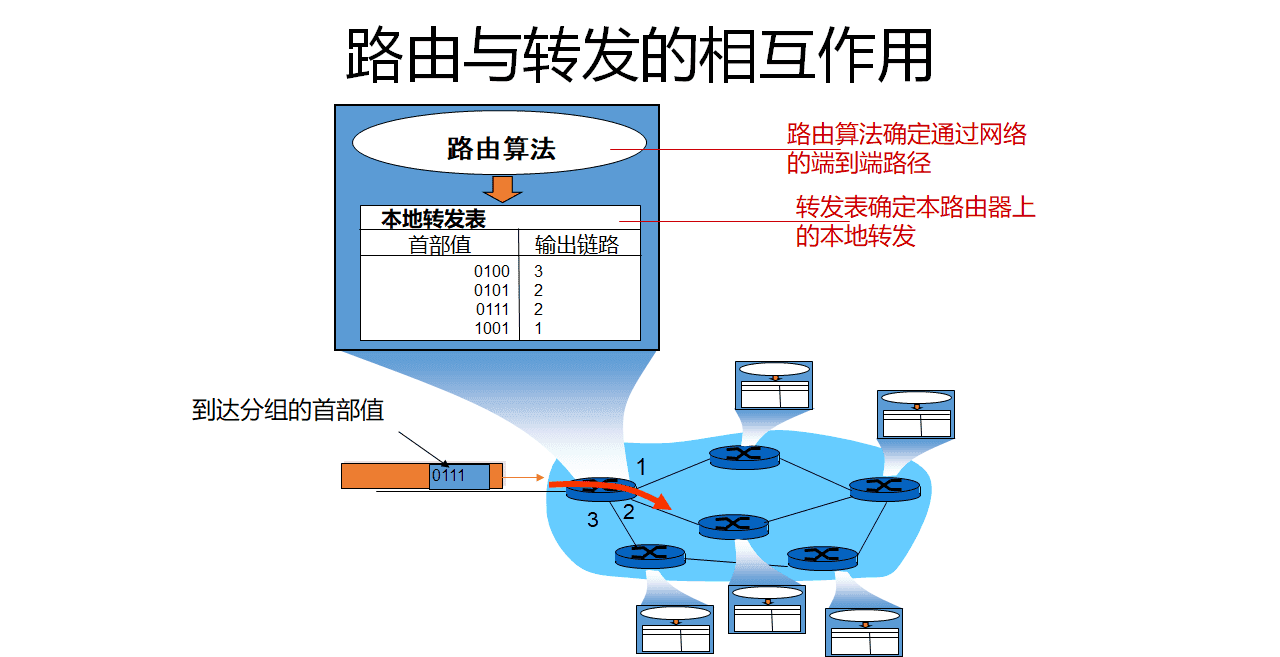 路由与转发的相互作用
路由算法
路由算法确定通过网络
的端到端路径
本地转发表
转发表确定本路由器上
的本地转发
首部值 输出链路
0100 3
0101 2
0111 2
1001 1
到达分组的首部值
0111
1
2
3